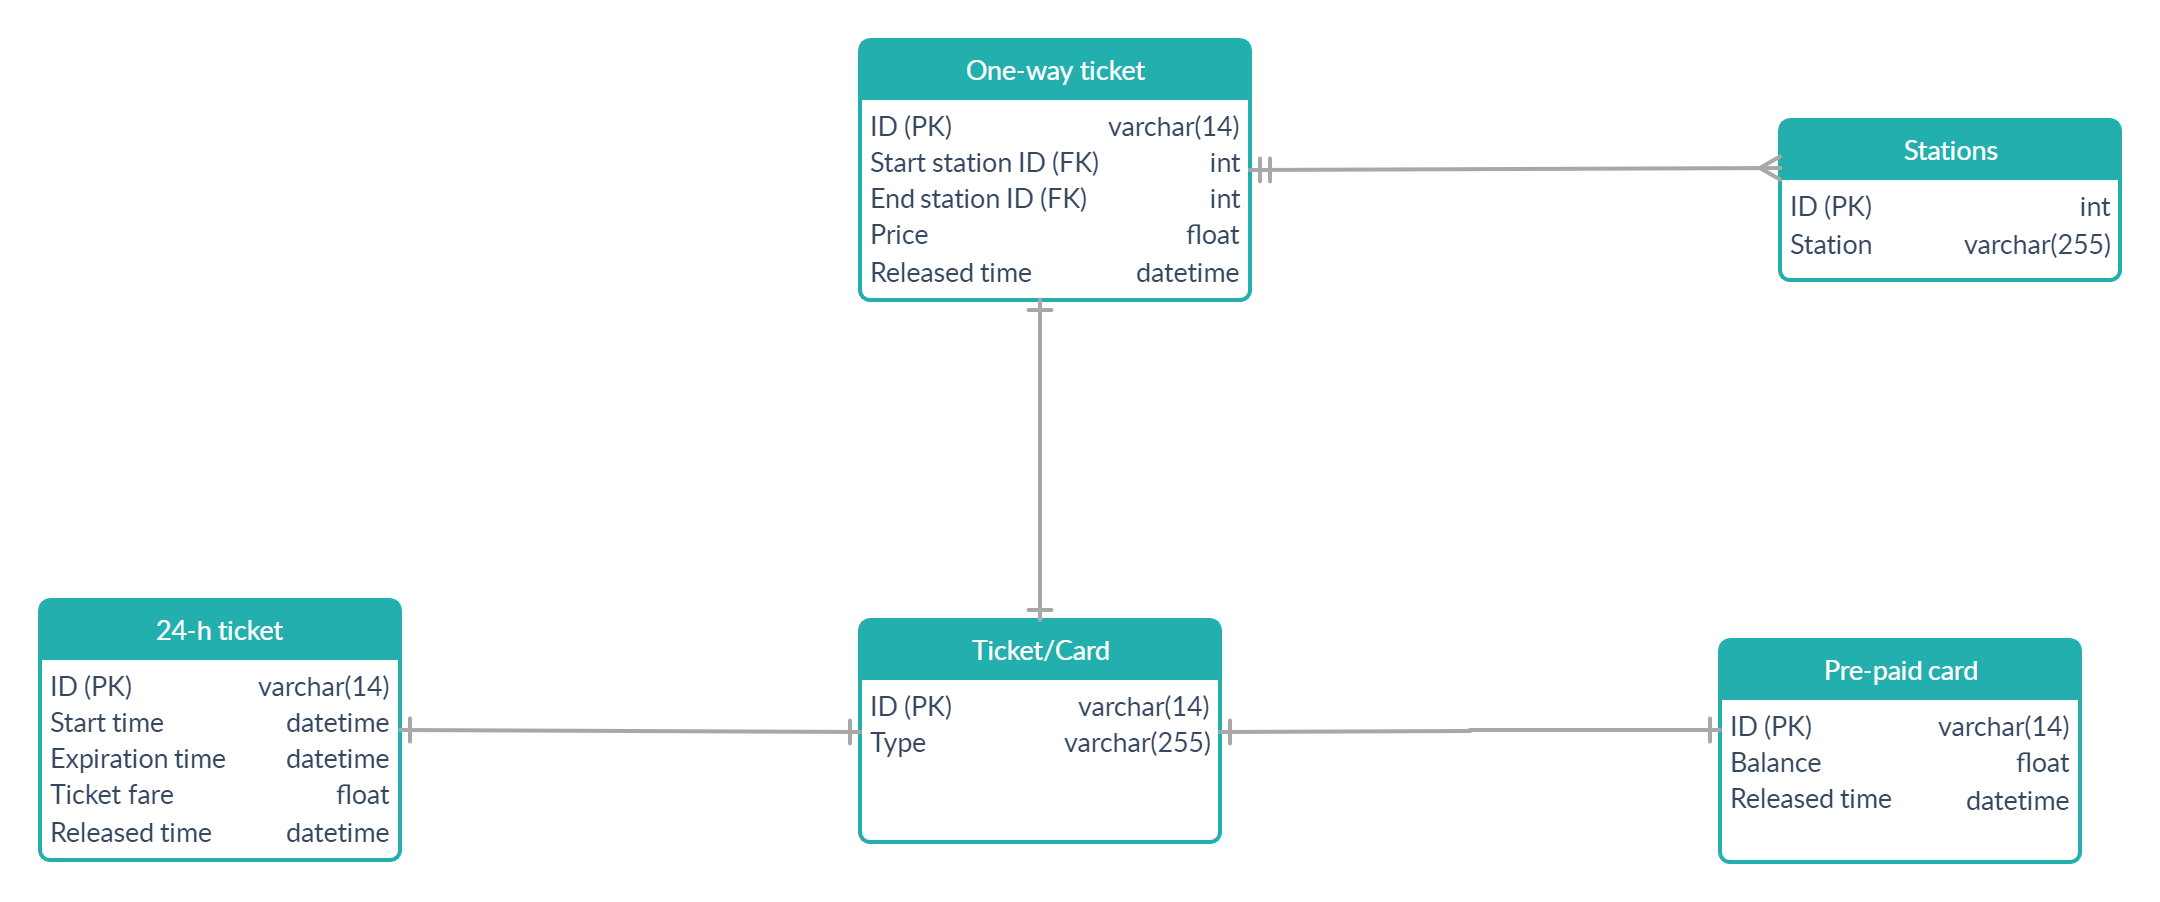 One-way ticket
ID (PK) varchar(14)
Start station ID (FK) int
End station ID (FK) int
Price float
Released time datetime
Stations
ID (PK) int
Station varchar(255)
24-h ticket
ID (PK) varchar(14)
Start time datetime
Expiration time datetime
Ticket fare float
Released time datetime
Ticket/Card
ID (PK) varchar(14)
Type varchar(255)
Pre-paid card
ID (PK) varchar(14)
Balance float
Released time datetime